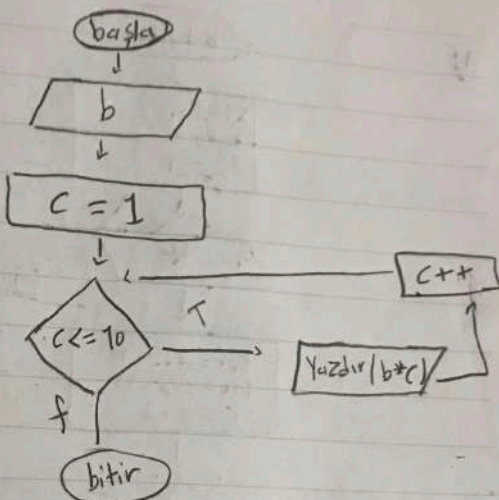 başla
b
C = 1
C++
C<=10
T
Yazdır(b*C)
f
bitir